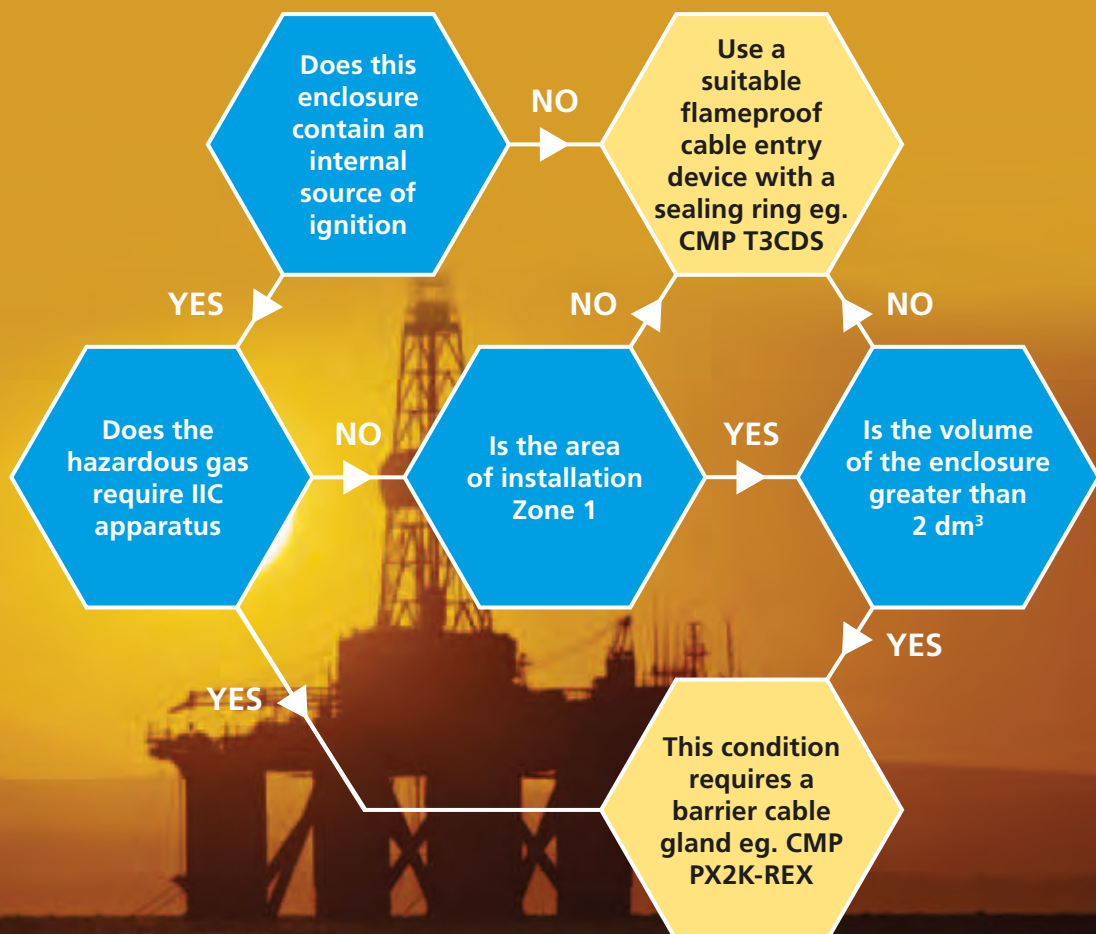 Does this
enclosure
contain an
internal
source of
ignition
NO
Use a
suitable
flameproof
cable entry
device with a
sealing ring eg.
CMP T3CDS
YES
NO
NO
Does the
hazardous gas
require IIC
apparatus
NO
Is the area
of installation
Zone 1
YES
Is the volume
of the enclosure
greater than
2 dm³
YES
YES
This condition
requires a
barrier cable
gland eg. CMP
PX2K-REX